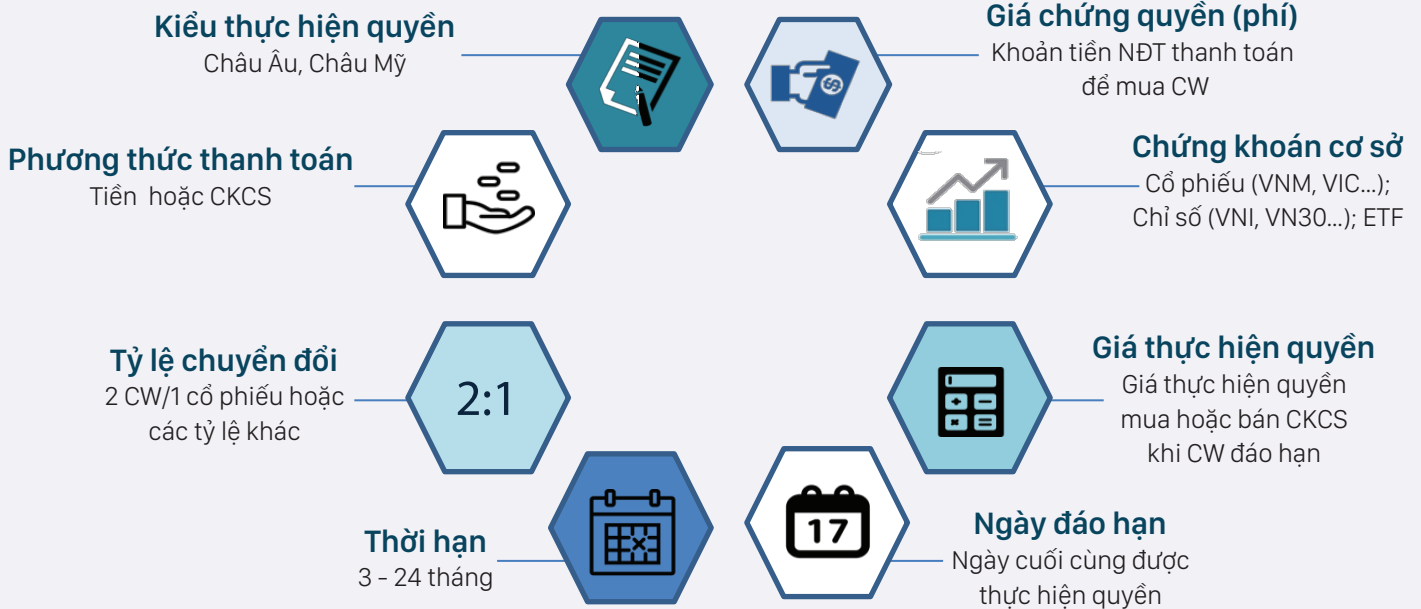 Kiểu thực hiện quyền
Châu Âu, Châu Mỹ
Giá chứng quyền (phí)
Khoản tiền NĐT thanh toán
để mua CW
Phương thức thanh toán
Tiền hoặc CKCS
Chứng khoán cơ sở
Cổ phiếu (VNM, VIC...);
Chỉ số (VNI, VN30...); ETF
Tỷ lệ chuyển đổi
2 CW/1 cổ phiếu hoặc
các tỷ lệ khác
2:1
Giá thực hiện quyền
Giá thực hiện quyền
mua hoặc bán CKCS
khi CW đáo hạn
Thời hạn
3 - 24 tháng
17
Ngày đáo hạn
Ngày cuối cùng được
thực hiện quyền